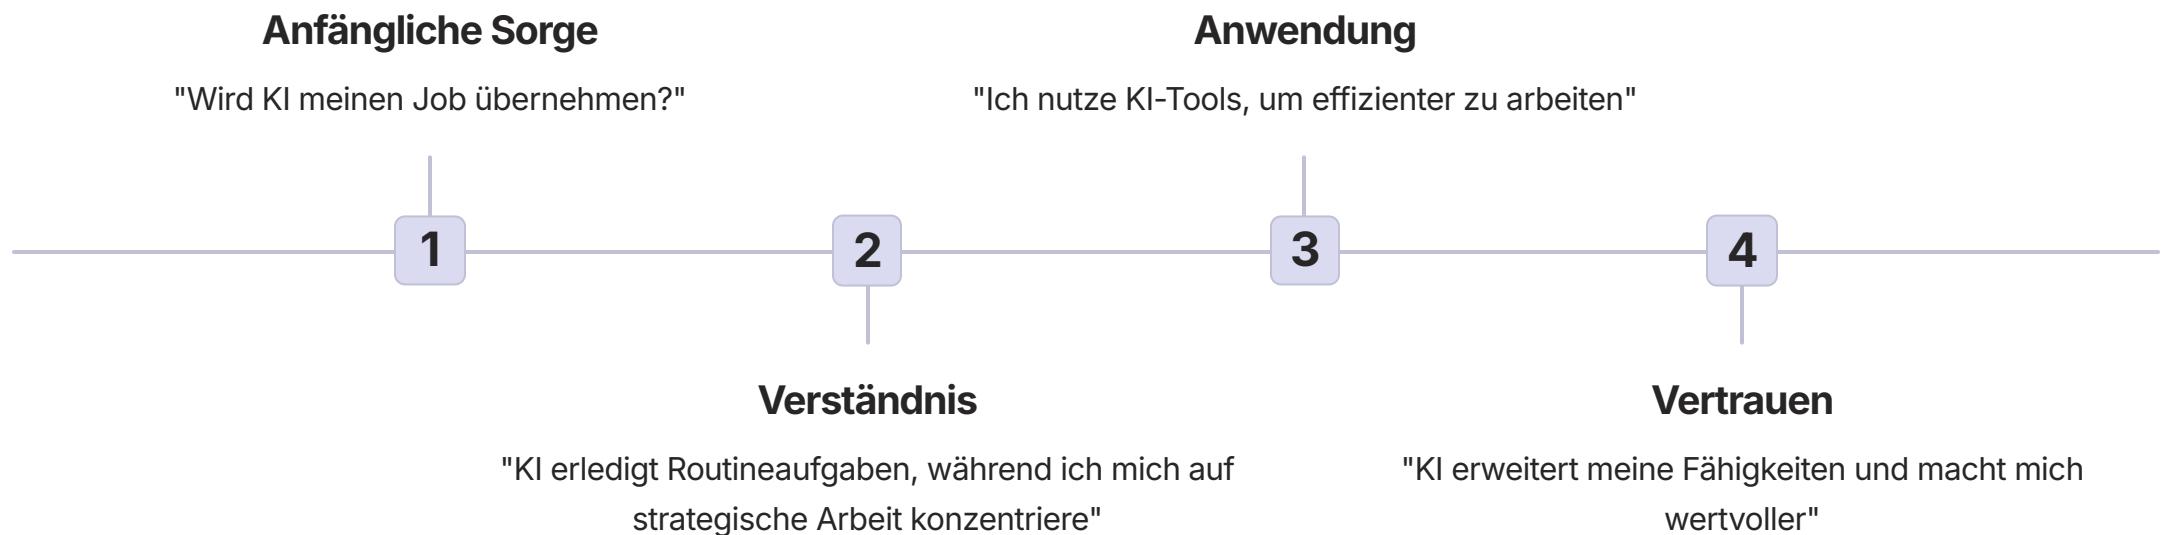 Anfängliche Sorge
"Wird KI meinen Job übernehmen?"
Anwendung
"Ich nutze KI-Tools, um effizienter zu arbeiten"
1
2
3
4
Verständnis
"KI erledigt Routineaufgaben, während ich mich auf
strategische Arbeit konzentriere"
Vertrauen
"KI erweitert meine Fähigkeiten und macht mich
wertvoller"